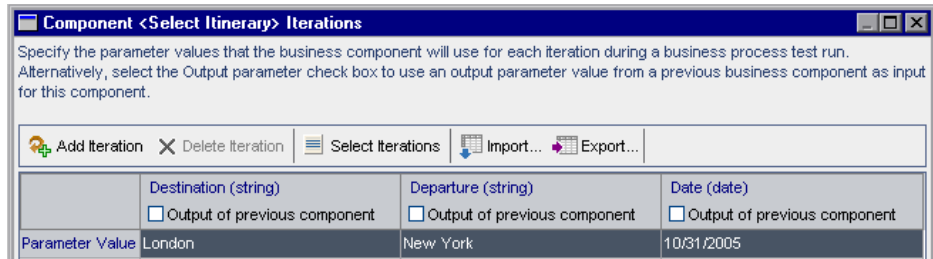 Component <Select Itinerary> Iterations
Specify the parameter values that the business component will use for each iteration during a business process test run.
Alternatively, select the Output parameter check box to use an output parameter value from a previous business component as input
for this component.
Add Iteration Delete Iteration Select Iterations Import... Export...
Destination (string) Departure (string) Date (date)
Output of previous component Output of previous component Output of previous component
Parameter Value London New York 10/31/2005